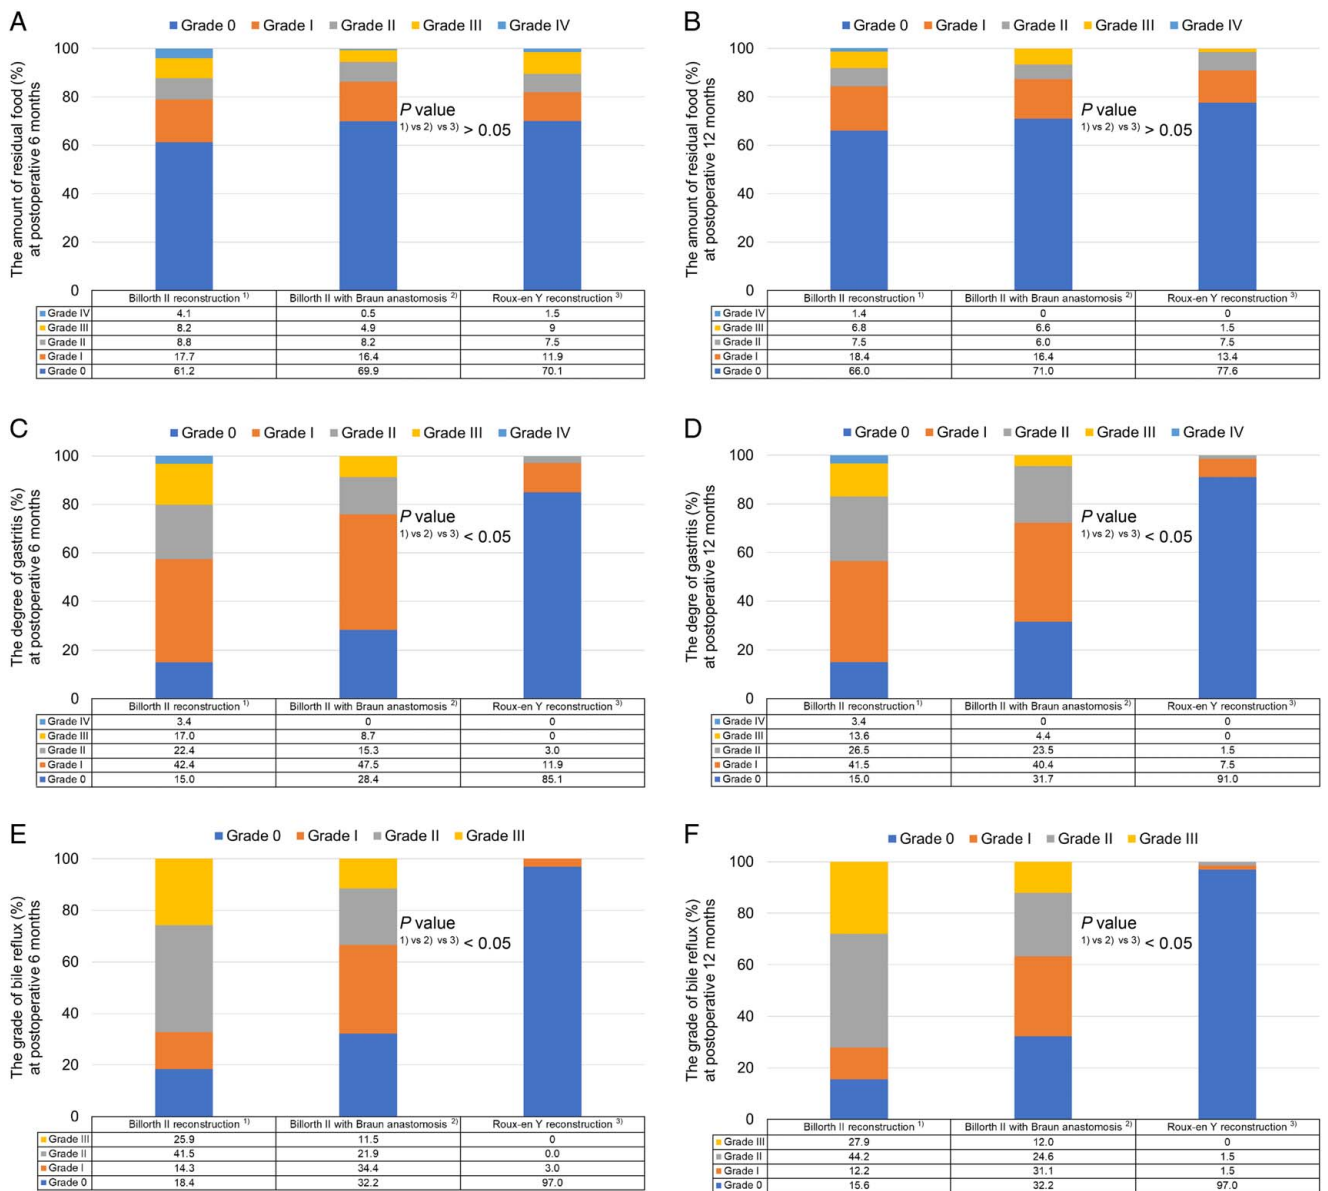 A
Grade 0 Grade I Grade II Grade III Grade IV
The amount of residual food (%)
at postoperative 6 months
100
80
60
40
20
0
P value
1) vs 2) vs 3) > 0.05
Billorth II reconstruction 1) Billorth II with Braun anastomosis 2) Roux-en Y reconstruction 3)
Grade IV 4.1 0.5 1.5
Grade III 8.2 4.9 9
Grade II 8.8 8.2 7.5
Grade I 17.7 16.4 11.9
Grade 0 61.2 69.9 70.1
B
Grade 0 Grade I Grade II Grade III Grade IV
The amount of residual food (%)
at postoperative 12 months
100
80
60
40
20
0
P value
1) vs 2) vs 3) > 0.05
Billorth II reconstruction 1) Billorth II with Braun anastomosis 2) Roux-en Y reconstruction 3)
Grade IV 1.4 0 0
Grade III 6.8 6.6 1.5
Grade II 7.5 6.0 7.5
Grade I 18.4 16.4 13.4
Grade 0 66.0 71.0 77.6
C
Grade 0 Grade I Grade II Grade III Grade IV
The degree of gastritis (%)
at postoperative 6 months
100
80
60
40
20
0
P value
1) vs 2) vs 3) < 0.05
Billorth II reconstruction 1) Billorth II with Braun anastomosis 2) Roux-en Y reconstruction 3)
Grade IV 3.4 0 0
Grade III 17.0 8.7 0
Grade II 22.4 15.3 3.0
Grade I 42.4 47.5 11.9
Grade 0 15.0 28.4 85.1
D
Grade 0 Grade I Grade II Grade III Grade IV
The degre of gastritis (%)
at postoperative 12 months
100
80
60
40
20
0
P value
1) vs 2) vs 3) < 0.05
Billorth II reconstruction 1) Billorth II with Braun anastomosis 2) Roux-en Y reconstruction 3)
Grade IV 3.4 0 0
Grade III 13.6 4.4 0
Grade II 26.5 23.5 1.5
Grade I 41.5 40.4 7.5
Grade 0 15.0 31.7 91.0
E
Grade 0 Grade I Grade II Grade III
The grade of bile reflux (%)
at postoperative 6 months
100
80
60
40
20
0
P value
1) vs 2) vs 3) < 0.05
Billorth II reconstruction 1) Billorth II with Braun anastomosis 2) Roux-en Y reconstruction 3)
Grade III 25.9 11.5 0
Grade II 41.5 21.9 0.0
Grade I 14.3 34.4 3.0
Grade 0 18.4 32.2 97.0
F
Grade 0 Grade I Grade II Grade III
The grade of bile reflux (%)
at postoperative 12 months
100
80
60
40
20
0
P value
1) vs 2) vs 3) < 0.05
Billorth II reconstruction 1) Billorth II with Braun anastomosis 2) Roux-en Y reconstruction 3)
Grade III 27.9 12.0 0
Grade II 44.2 24.6 1.5
Grade I 12.2 31.1 1.5
Grade 0 15.6 32.2 97.0